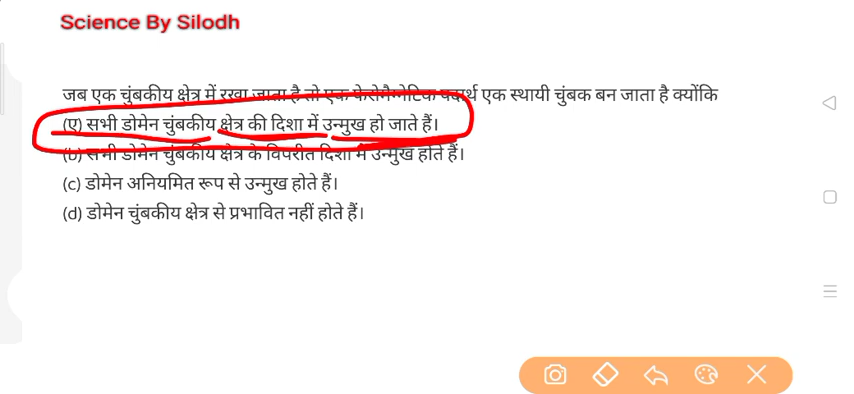 Science By Silodh
जब एक चुंबकीय क्षेत्र में रखा जाता है तो एक फेरोमैग्नेटिक पदार्थ एक स्थायी चुंबक बन जाता है क्योंकि
(ए) सभी डोमेन चुंबकीय क्षेत्र की दिशा में उन्मुख हो जाते हैं।
(b) सभी डोमेन चुंबकीय क्षेत्र के विपरीत दिशा में उन्मुख होते हैं।
(c) डोमेन अनियमित रूप से उन्मुख होते हैं।
(d) डोमेन चुंबकीय क्षेत्र से प्रभावित नहीं होते हैं।